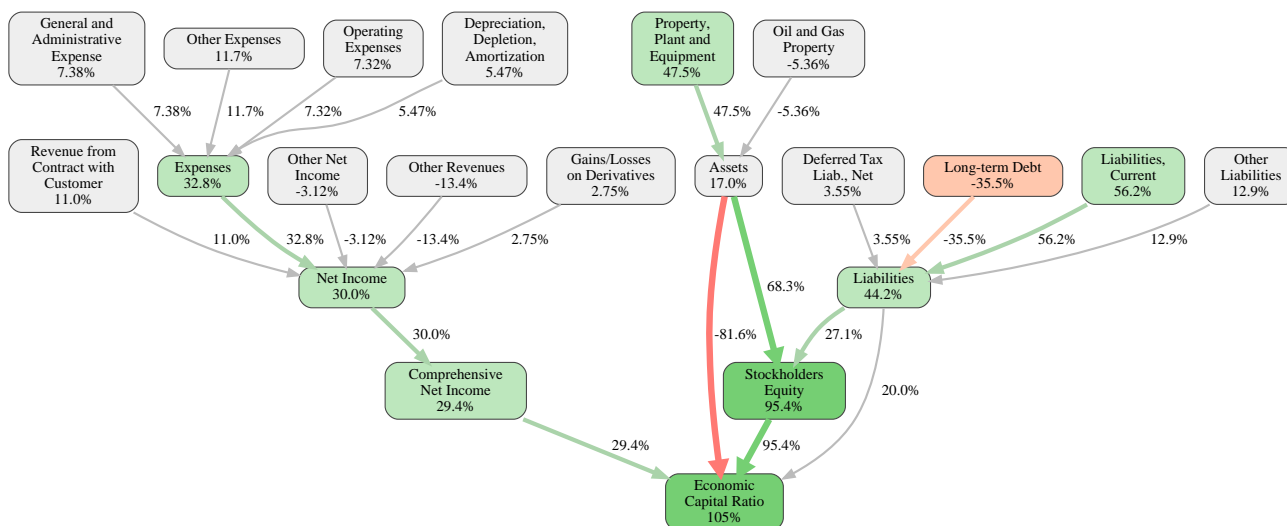 General and
Administrative
Expense
7.38%
Other Expenses
11.7%
Operating
Expenses
7.32%
Depreciation,
Depletion,
Amortization
5.47%
Property,
Plant and
Equipment
47.5%
Oil and Gas
Property
-5.36%
7.38%
11.7%
7.32%
5.47%
47.5%
-5.36%
Revenue from
Contract with
Customer
11.0%
Expenses
32.8%
Other Net
Income
-3.12%
Other Revenues
-13.4%
Gains/Losses
on Derivatives
2.75%
Assets
17.0%
Deferred Tax
Liab., Net
3.55%
Long-term Debt
-35.5%
Liabilities,
Current
56.2%
Other
Liabilities
12.9%
11.0%
32.8%
-3.12%
-13.4%
2.75%
3.55%
-35.5%
56.2%
12.9%
Net Income
30.0%
68.3%
Liabilities
44.2%
30.0%
-81.6%
27.1%
Comprehensive
Net Income
29.4%
Stockholders
Equity
95.4%
20.0%
29.4%
95.4%
Economic
Capital Ratio
105%